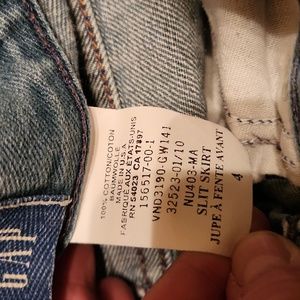 100% COTTON/COTON
BAUMWOLLE
MADE IN U.S.A.
FABRIQUÉ AUX ÉTATS-UNIS
RN 54023 CA 17897
156517-00-1
VND3190-GW141
32523-01/10
NU403-MA
SLIT SKIRT
JUPE À FENTE AVANT
4
GAP